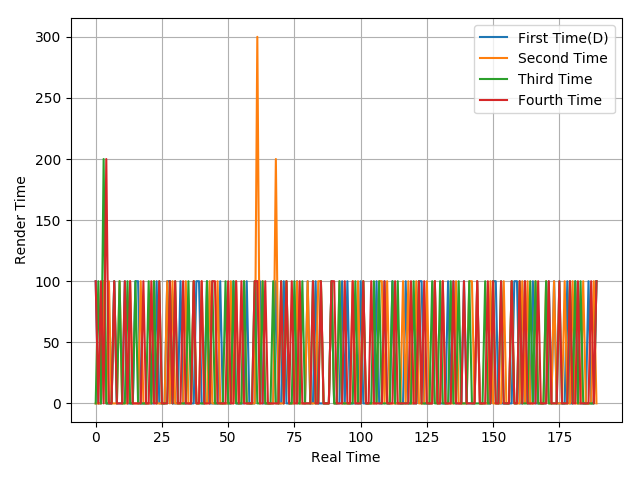 First Time(D)
Second Time
Third Time
Fourth Time
Render Time
300
250
200
150
100
50
0
0 25 50 75 100 125 150 175
Real Time